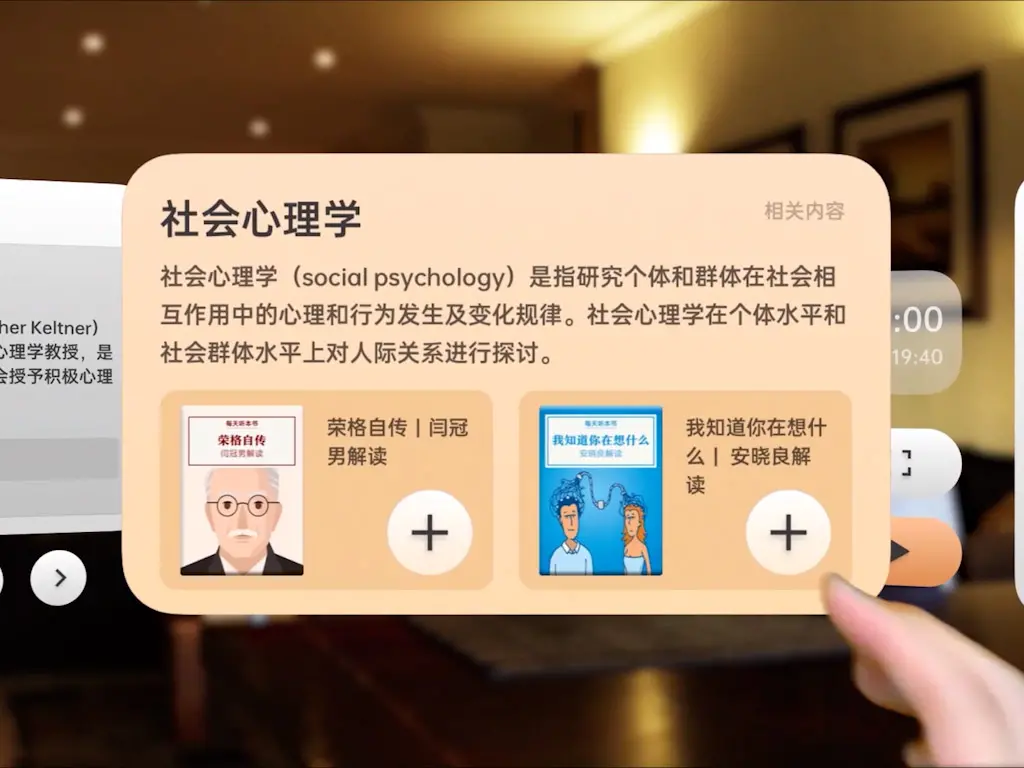 社会心理学
相关内容
社会心理学（social psychology）是指研究个体和群体在社会相
互作用中的心理和行为发生及变化规律。社会心理学在个体水平和
社会群体水平上对人际关系进行探讨。
每天听本书
荣格自传
闫冠男解读
荣格自传 | 闫冠
男解读
每天听本书
我知道你在想什么
安晓良解读
我知道你在想什
么 | 安晓良解
读
her Keltner）
心理学教授，是
会授予积极心理
:00
19:40